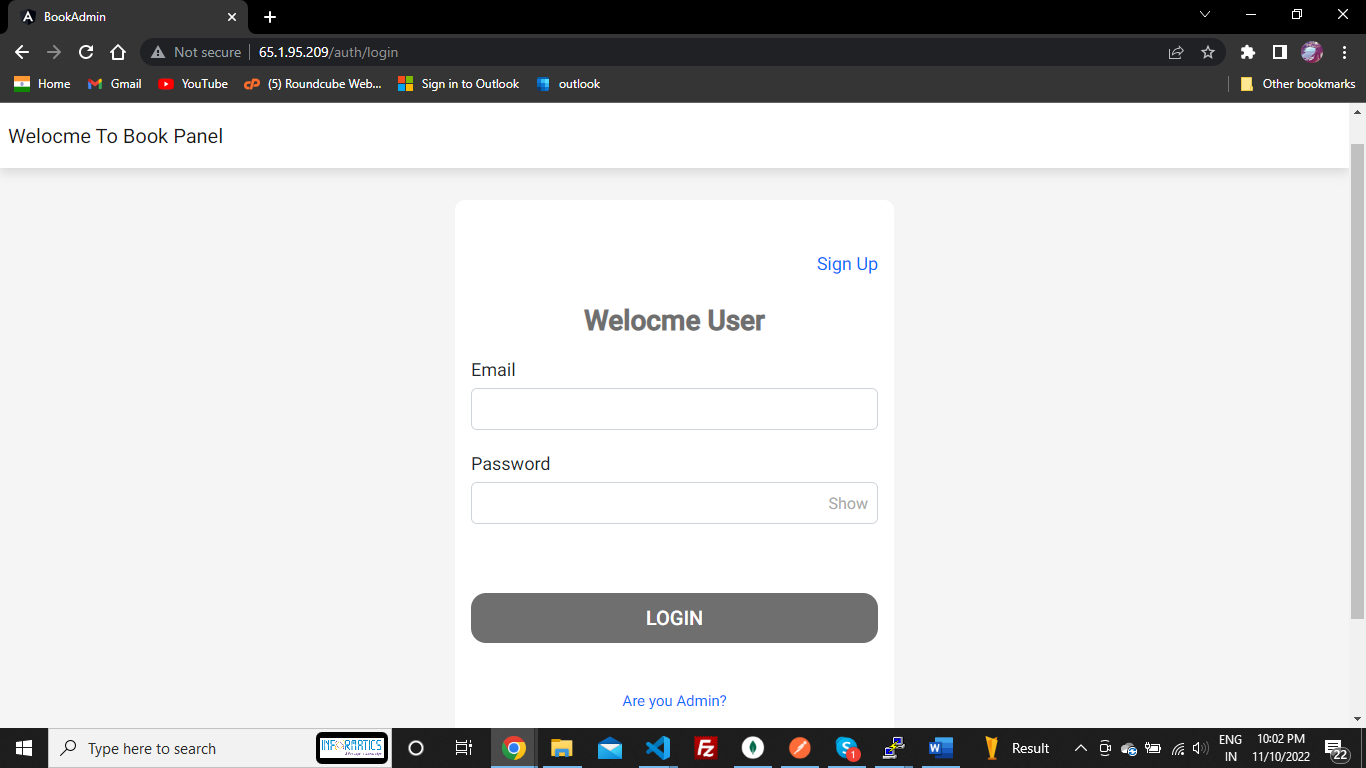 BookAdmin
Not secure
65.1.95.209/auth/login
Home
Gmail
YouTube
(5) Roundcube Web...
Sign in to Outlook
outlook
Other bookmarks
Welocme To Book Panel
Sign Up
Welocme User
Email
Password
Show
LOGIN
Are you Admin?
Type here to search
INFORMATICS
Result
ENG
IN
10:02 PM
11/10/2022
1
22